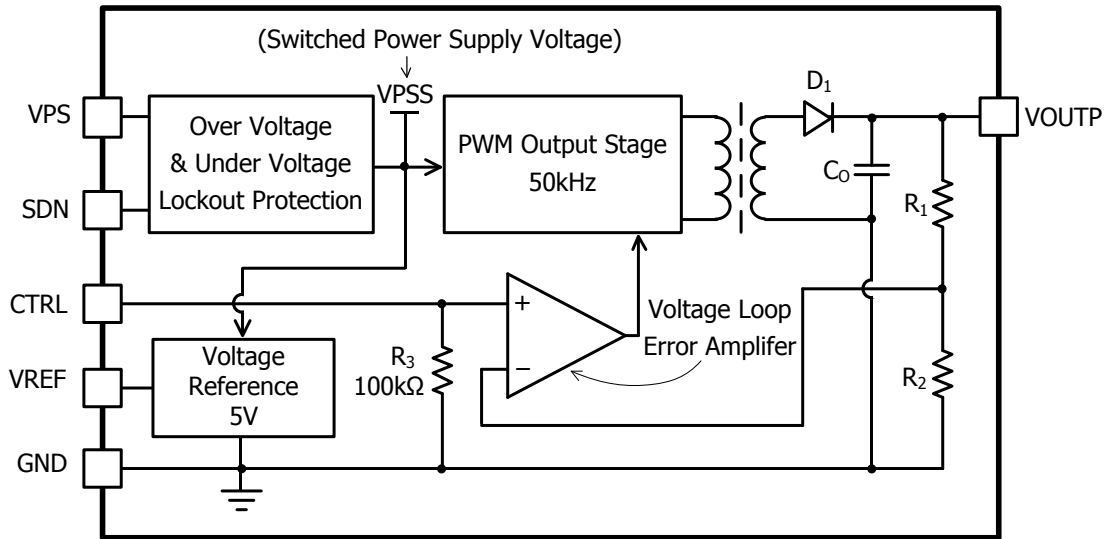 (Switched Power Supply Voltage)
VPSS
VPS
SDN
CTRL
VREF
GND
Over Voltage
& Under Voltage
Lockout Protection
PWM Output Stage
50kHz
D₁
C₀
R₁
VOUTP
+
−
Voltage Loop
Error Amplifer
R₃
100kΩ
R₂
Voltage
Reference
5V